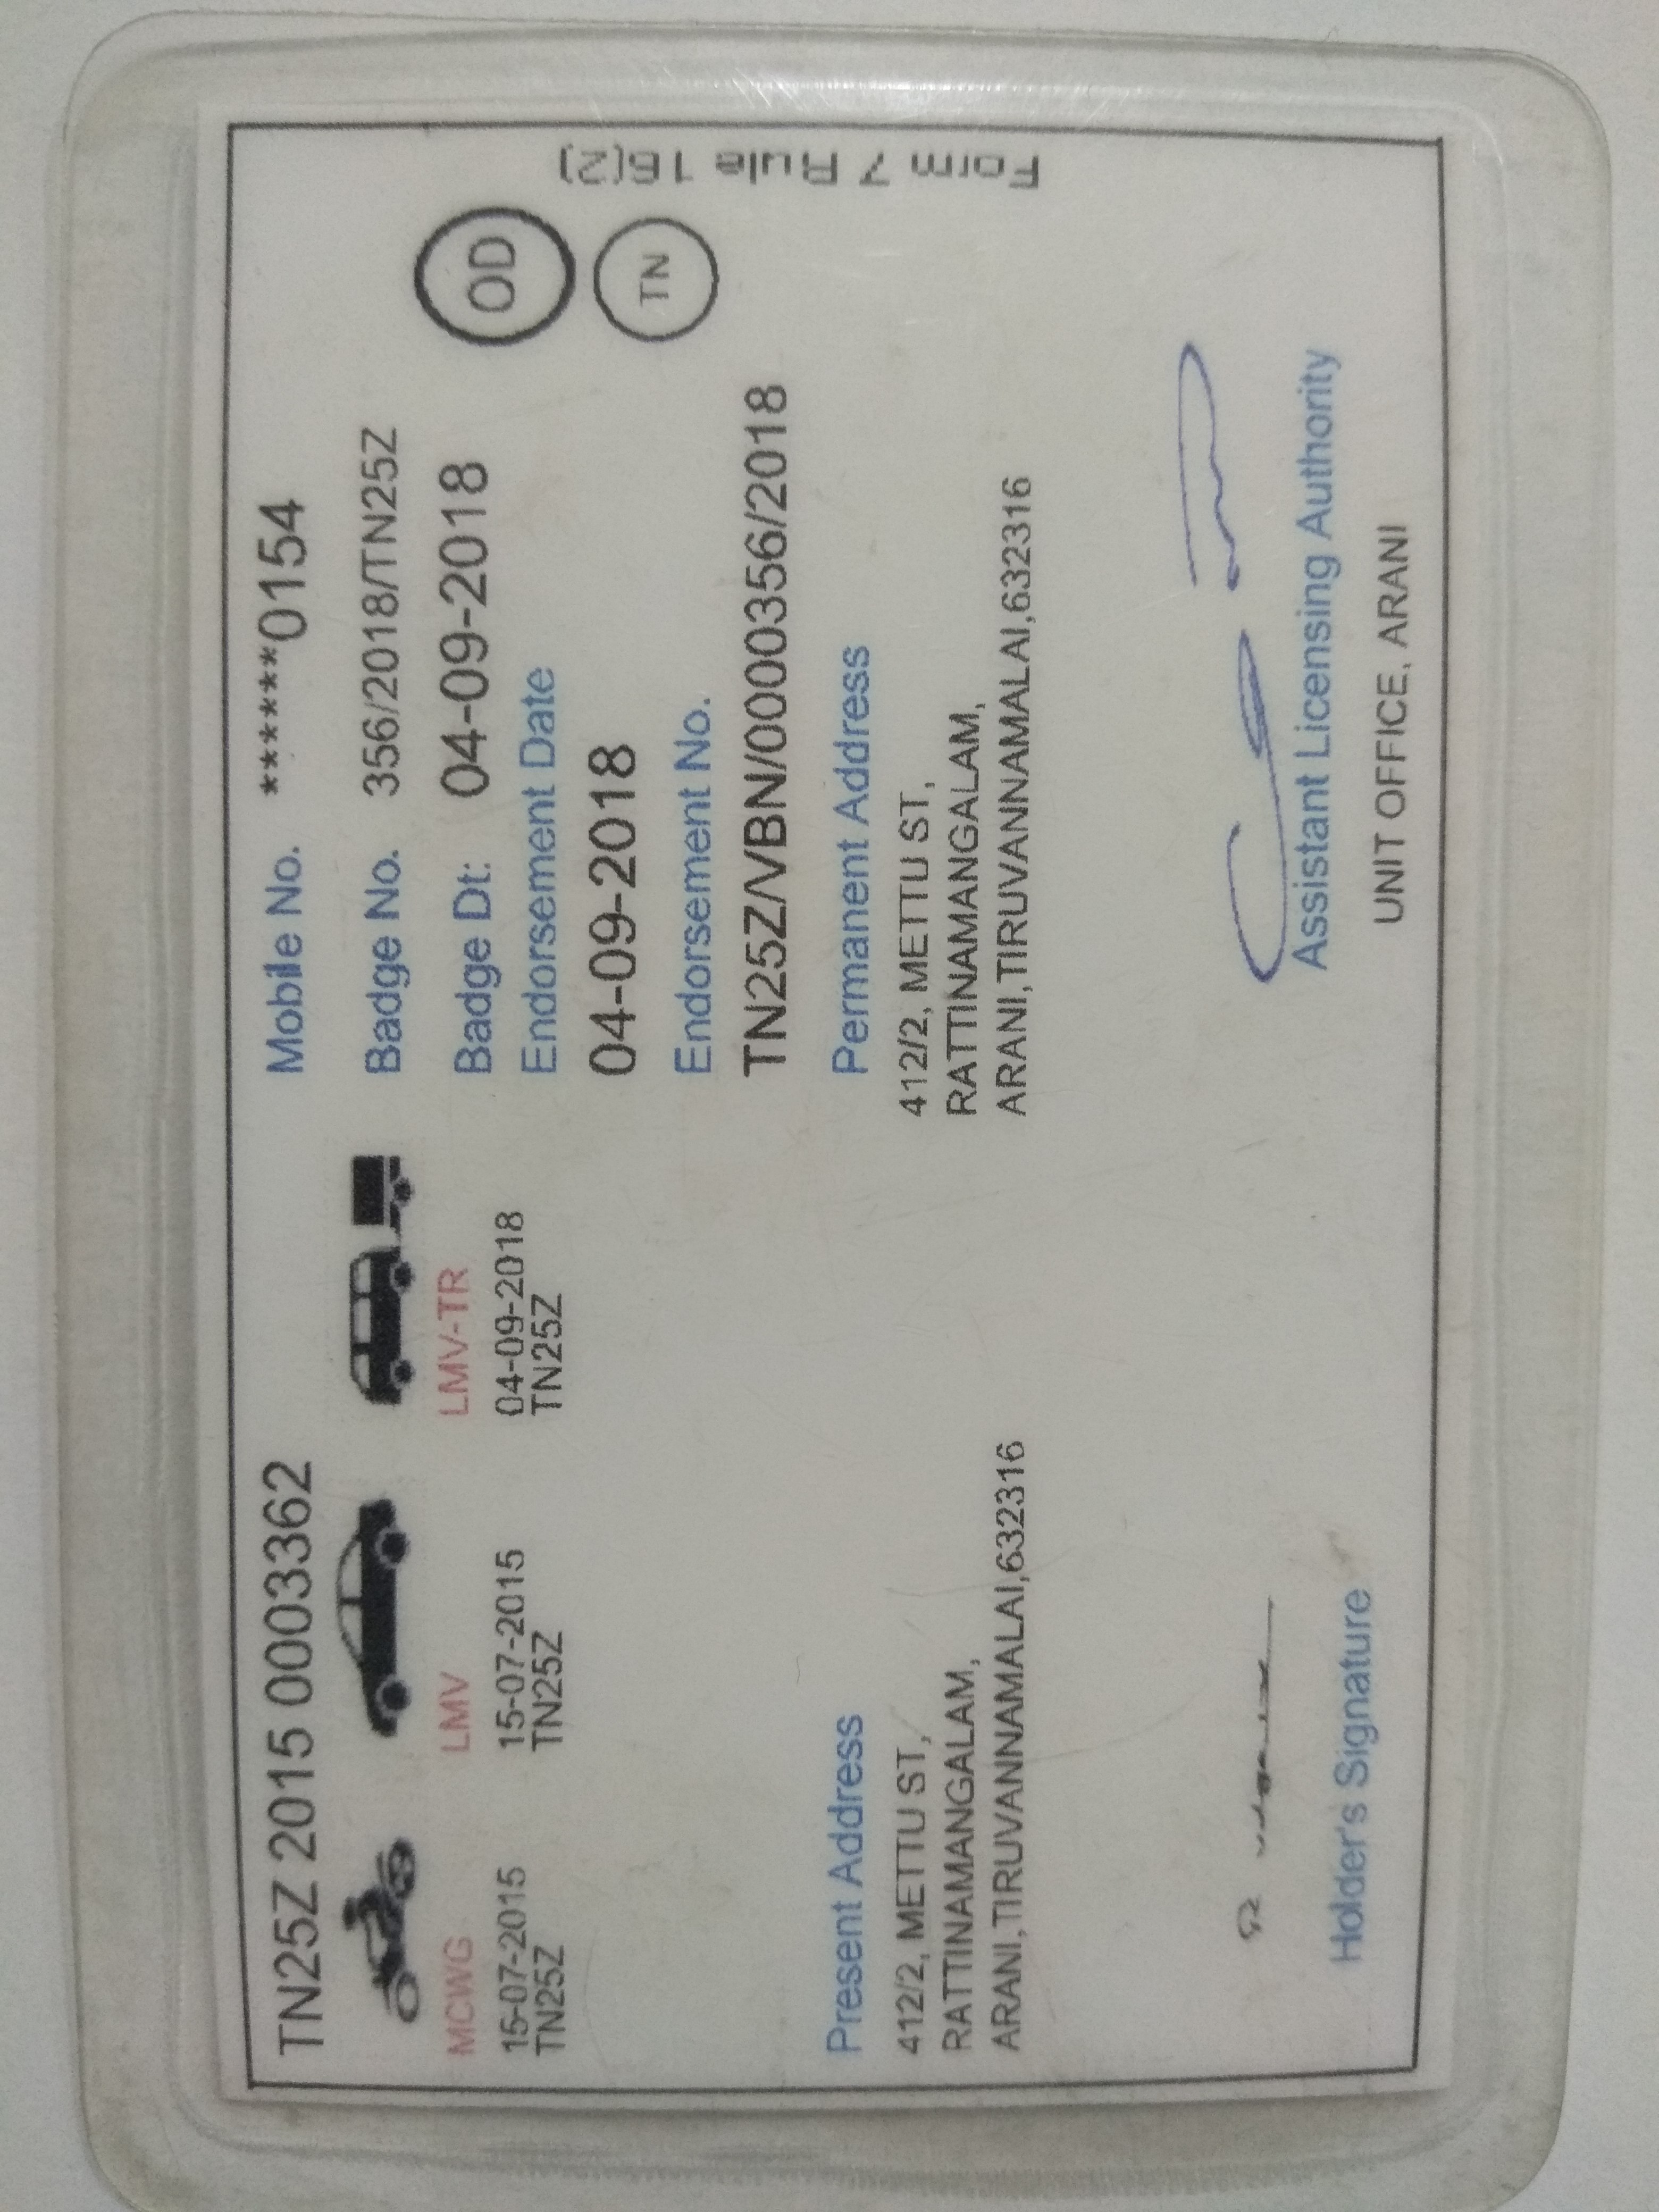 TN25Z 2015 0003362
MCWG
15-07-2015
TN25Z
LMV
15-07-2015
TN25Z
LMV-TR
04-09-2018
TN25Z
Mobile No. ******0154
Badge No. 356/2018/TN25Z
Badge Dt: 04-09-2018
Endorsement Date
04-09-2018
Endorsement No.
TN25Z/VBN/0000356/2018
OD
TN
Form 7 Rule 16(2)
Present Address
412/2, METTU ST,
RATTINAMANGALAM,
ARANI,TIRUVANNAMALAI,632316
Permanent Address
412/2, METTU ST,
RATTINAMANGALAM,
ARANI,TIRUVANNAMALAI,632316
Holder's Signature
Assistant Licensing Authority
UNIT OFFICE, ARANI